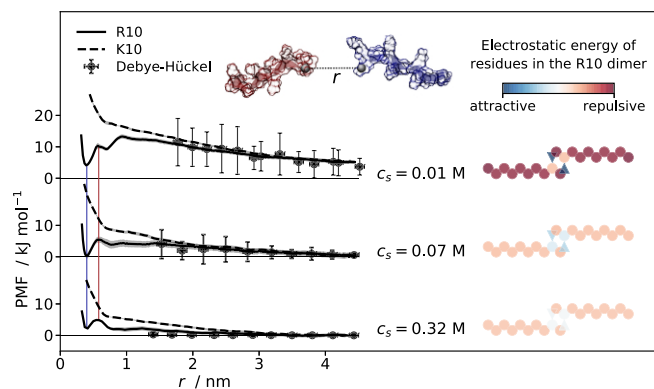 R10
K10
Debye-Hückel
r
Electrostatic energy of
residues in the R10 dimer
attractive
repulsive
20
10
0
10
0
10
0
c_s = 0.01 M
c_s = 0.07 M
c_s = 0.32 M
PMF / kJ mol⁻¹
0
1
2
3
4
r / nm